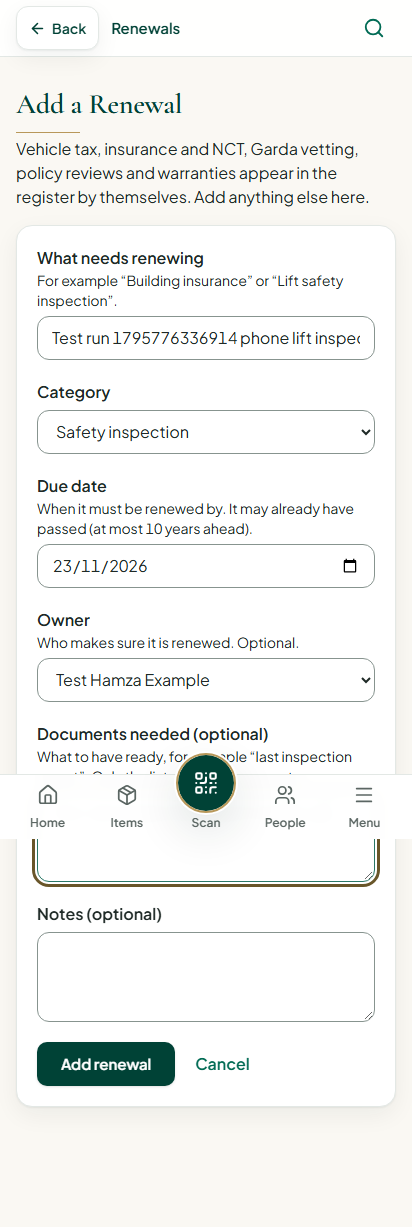 Back
Renewals
Add a Renewal
Vehicle tax, insurance and NCT, Garda vetting,
policy reviews and warranties appear in the
register by themselves. Add anything else here.
What needs renewing
For example “Building insurance” or “Lift safety
inspection”.
Test run 1795776336914 phone lift inspec
Category
Safety inspection
Due date
When it must be renewed by. It may already have
passed (at most 10 years ahead).
23/11/2026
Owner
Who makes sure it is renewed. Optional.
Test Hamza Example
Documents needed (optional)
What to have ready, for “last inspection
Home
Items
Scan
People
Menu
Notes (optional)
Add renewal
Cancel